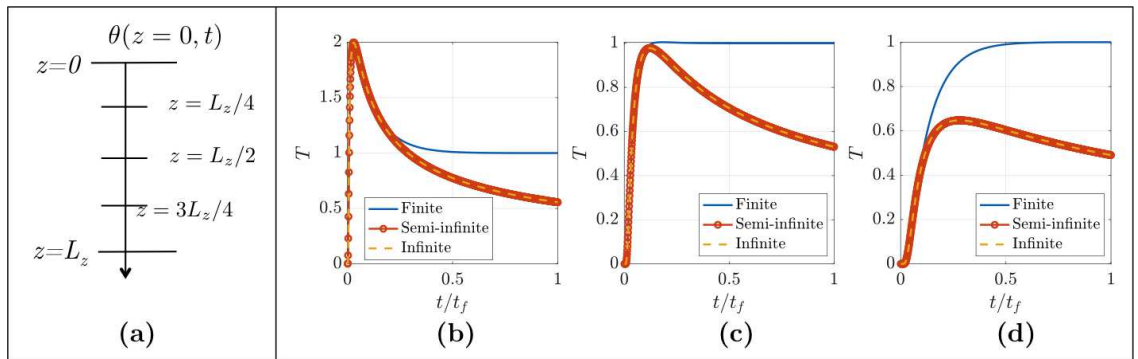 θ(z = 0, t)
z=0
z = L_z/4
z = L_z/2
z = 3L_z/4
z=L_z
(a)
2
1.5
1
0.5
0
T
0
0.5
1
t/t_f
Finite
Semi-infinite
Infinite
(b)
1
0.8
0.6
0.4
0.2
0
T
0
0.5
1
t/t_f
Finite
Semi-infinite
Infinite
(c)
1
0.8
0.6
0.4
0.2
0
T
0
0.5
1
t/t_f
Finite
Semi-infinite
Infinite
(d)